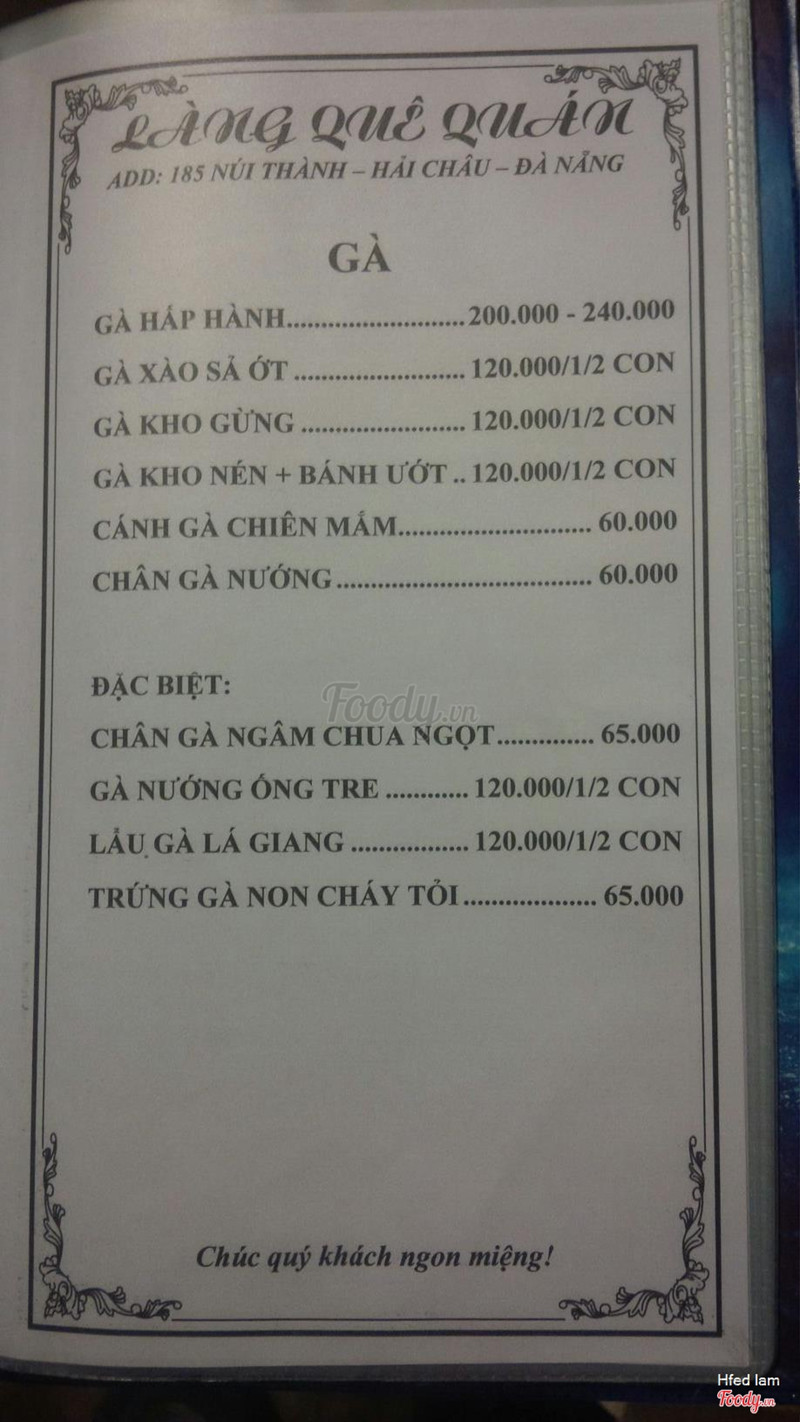 LÀNG QUÊ QUÁN
ADD: 185 NÚI THÀNH – HẢI CHÂU – ĐÀ NẴNG
GÀ
GÀ HẤP HÀNH..........................200.000 - 240.000
GÀ XÀO SẢ ỚT ......................... 120.000/1/2 CON
GÀ KHO GỪNG ........................ 120.000/1/2 CON
GÀ KHO NÉN + BÁNH ƯỚT .. 120.000/1/2 CON
CÁNH GÀ CHIÊN MẮM............................ 60.000
CHÂN GÀ NƯỚNG..................................... 60.000
ĐẶC BIỆT:
CHÂN GÀ NGÂM CHUA NGỌT.............. 65.000
GÀ NƯỚNG ỐNG TRE ............ 120.000/1/2 CON
LẨU GÀ LÁ GIANG ................. 120.000/1/2 CON
TRỨNG GÀ NON CHÁY TỎI................... 65.000
Foody.vn
Chúc quý khách ngon miệng!
Hfed lam
Foody.vn